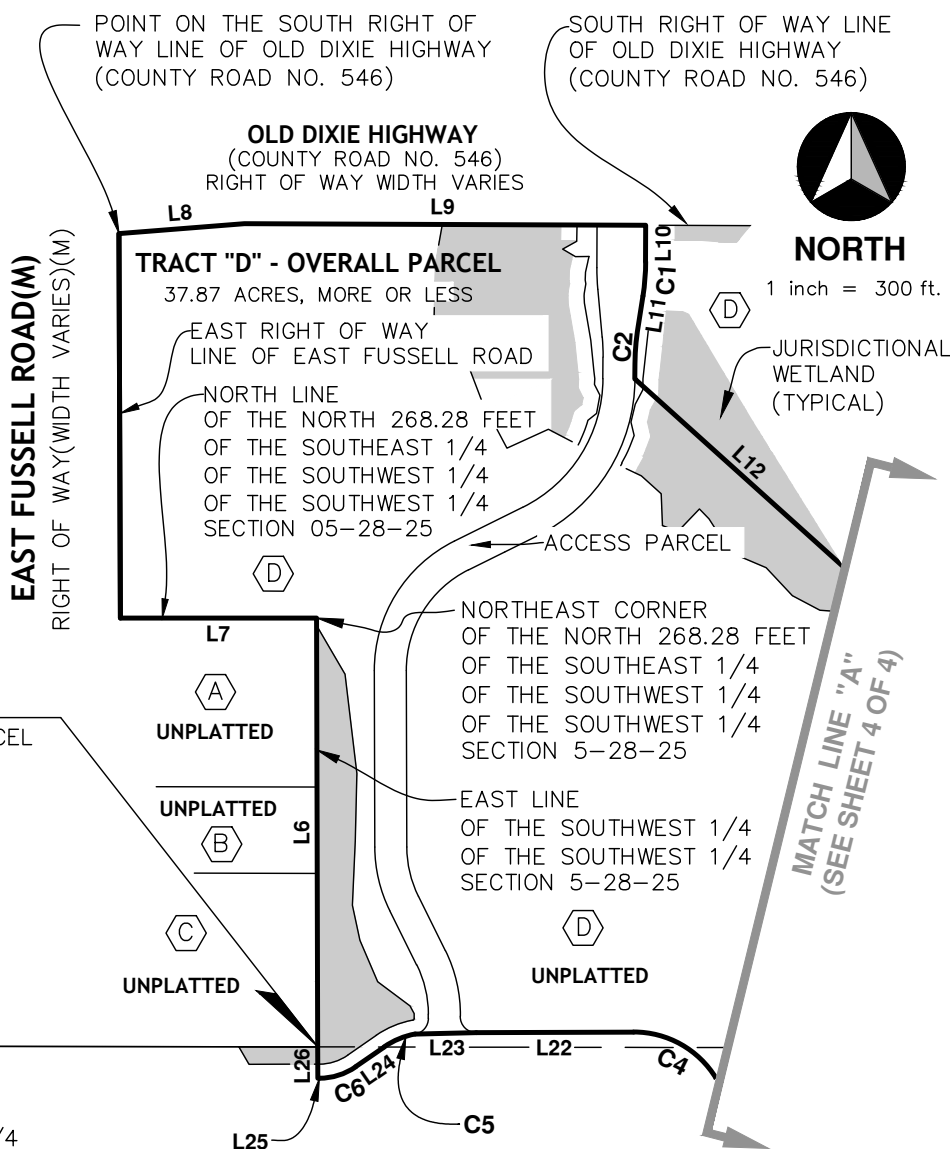 POINT ON THE SOUTH RIGHT OF
WAY LINE OF OLD DIXIE HIGHWAY
(COUNTY ROAD NO. 546)
SOUTH RIGHT OF WAY LINE
OF OLD DIXIE HIGHWAY
(COUNTY ROAD NO. 546)
OLD DIXIE HIGHWAY
(COUNTY ROAD NO. 546)
RIGHT OF WAY WIDTH VARIES
NORTH
1 inch = 300 ft.
L8
L9
L10
C1
L11
C2
D
TRACT "D" - OVERALL PARCEL
37.87 ACRES, MORE OR LESS
EAST FUSSELL ROAD(M)
RIGHT OF WAY(WIDTH VARIES)(M)
EAST RIGHT OF WAY
LINE OF EAST FUSSELL ROAD
JURISDICTIONAL
WETLAND
(TYPICAL)
NORTH LINE
OF THE NORTH 268.28 FEET
OF THE SOUTHEAST 1/4
OF THE SOUTHWEST 1/4
OF THE SOUTHWEST 1/4
SECTION 05-28-25
L12
D
ACCESS PARCEL
L7
NORTHEAST CORNER
OF THE NORTH 268.28 FEET
OF THE SOUTHEAST 1/4
OF THE SOUTHWEST 1/4
OF THE SOUTHWEST 1/4
SECTION 5-28-25
MATCH LINE "A"
(SEE SHEET 4 OF 4)
A
UNPLATTED
CEL
UNPLATTED
B
L6
EAST LINE
OF THE SOUTHWEST 1/4
OF THE SOUTHWEST 1/4
SECTION 5-28-25
C
UNPLATTED
D
UNPLATTED
L26
C6
L24
L23
L22
C4
C5
L25
/4